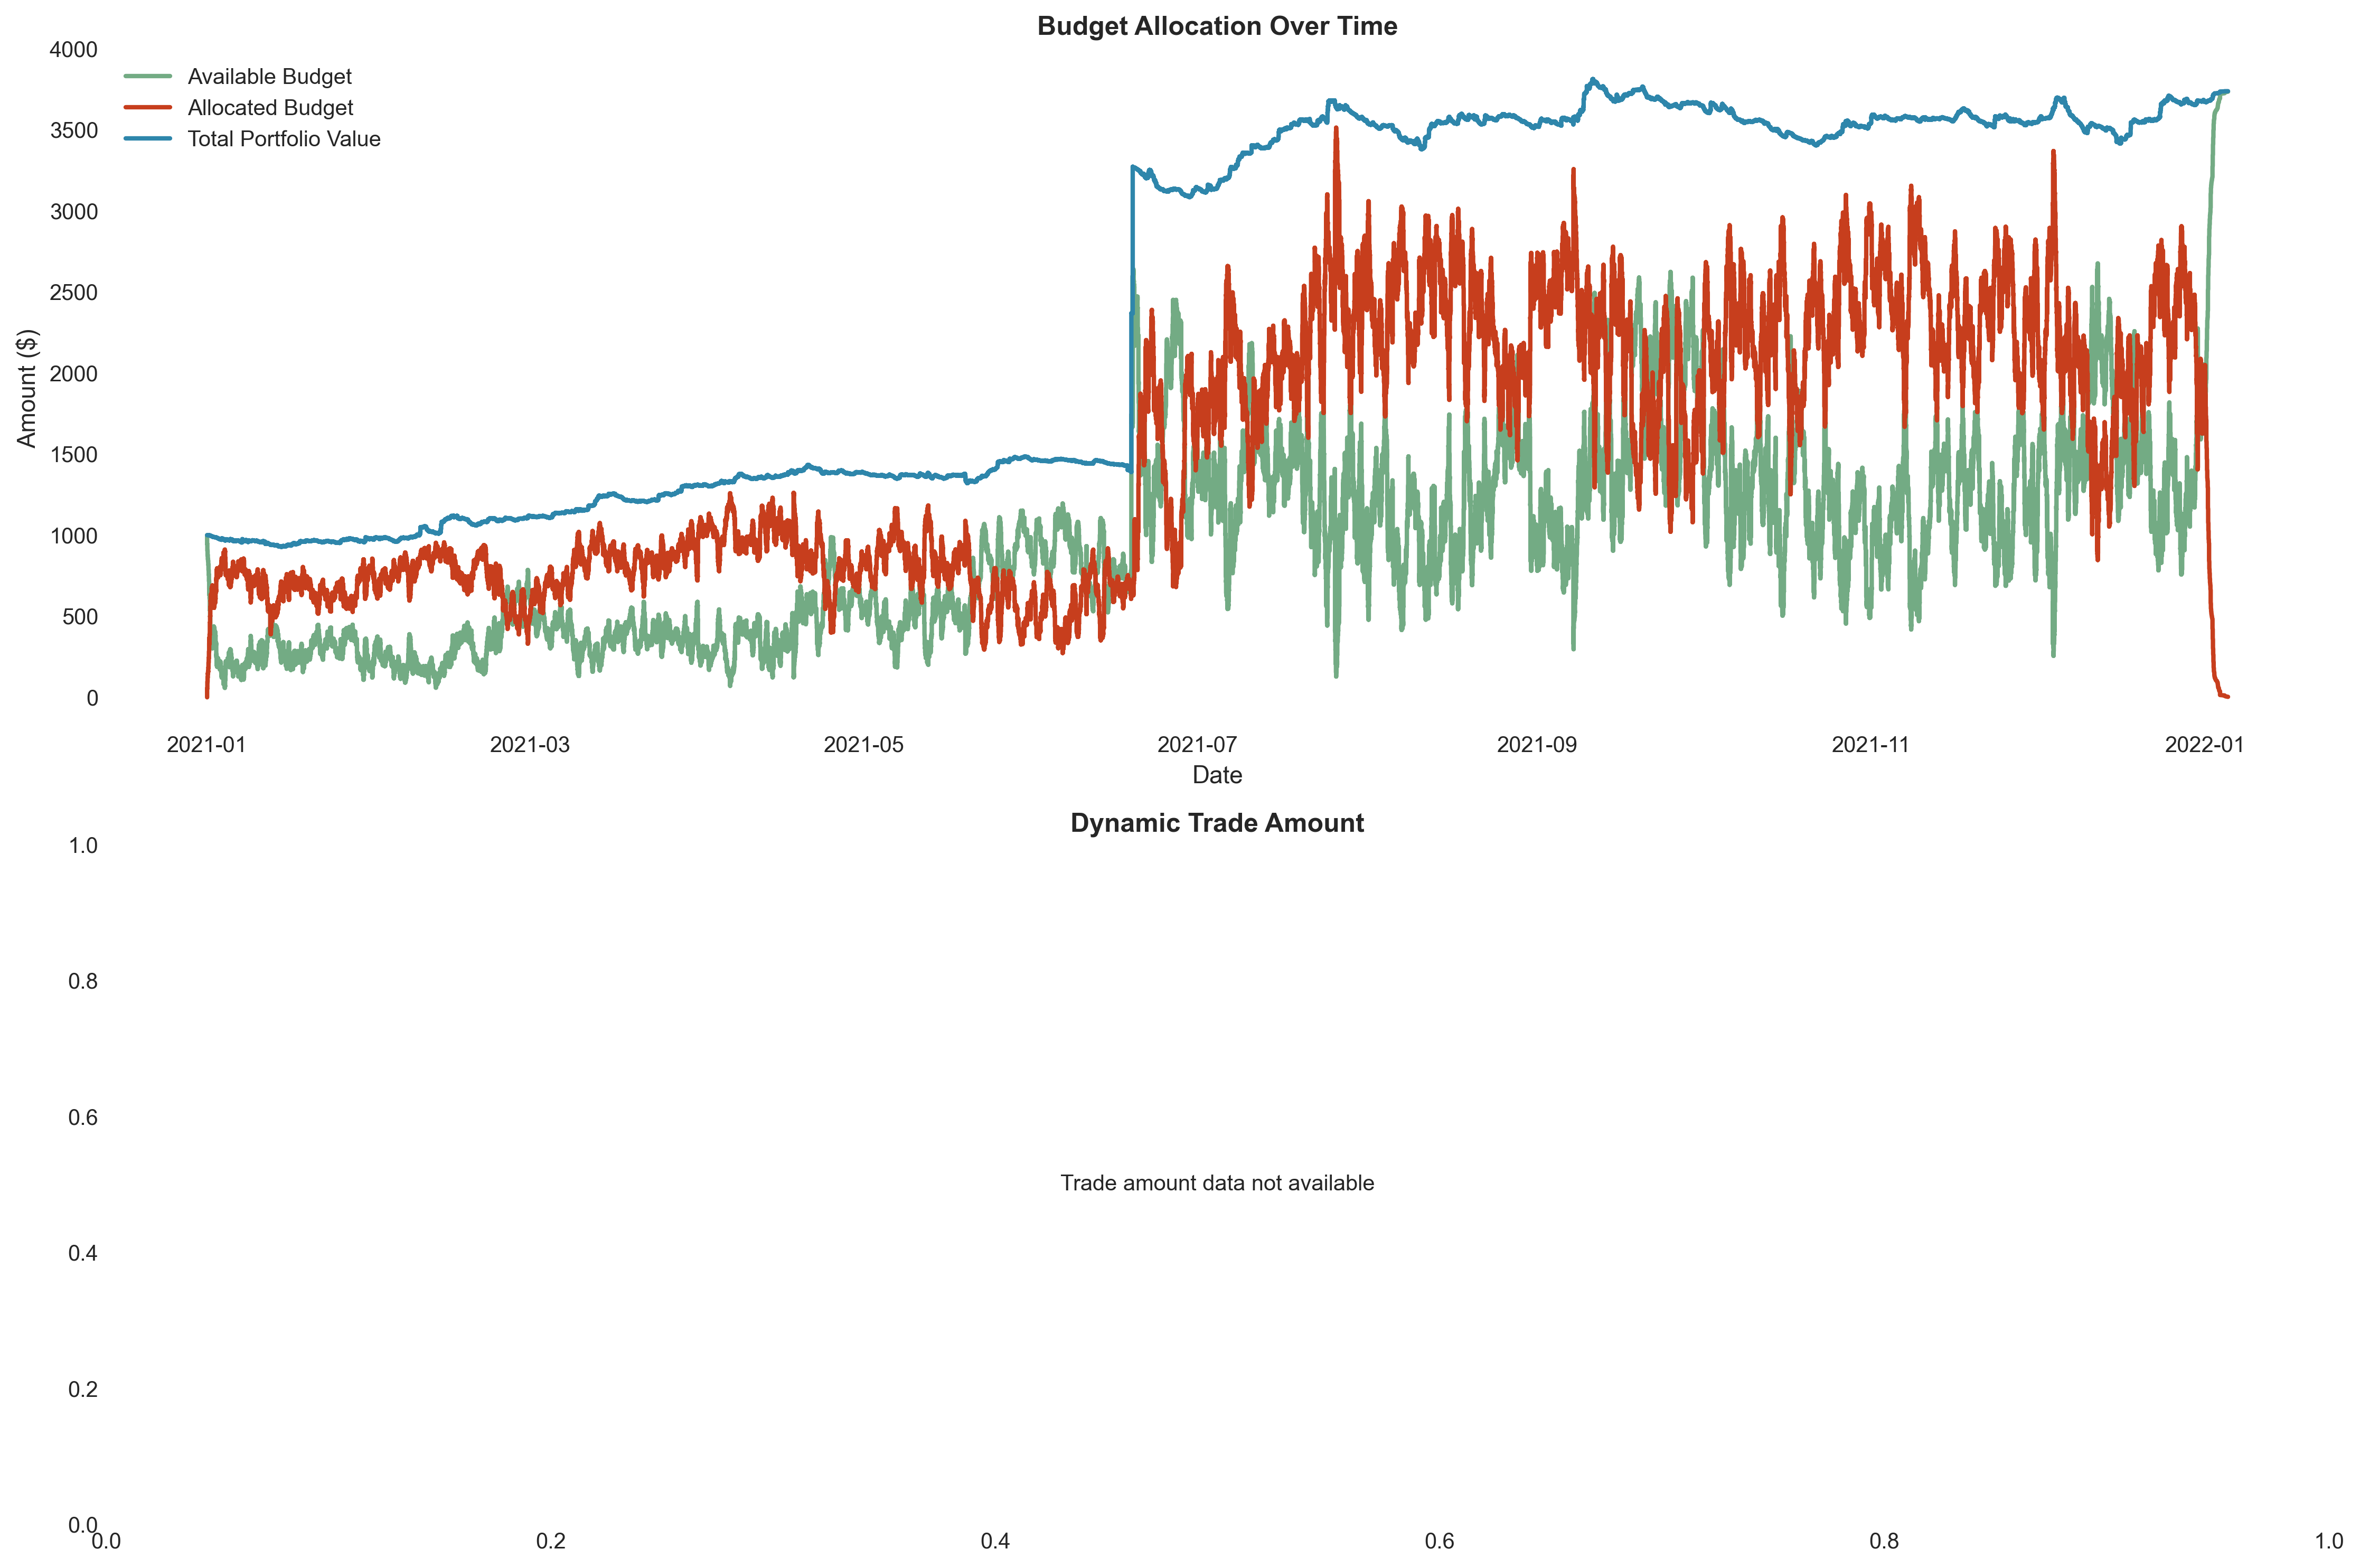 Budget Allocation Over Time
Available Budget
Allocated Budget
Total Portfolio Value
Amount ($)
4000
3500
3000
2500
2000
1500
1000
500
0
2021-01 2021-03 2021-05 2021-07 2021-09 2021-11 2022-01
Date
Dynamic Trade Amount
1.0
0.8
0.6
Trade amount data not available
0.4
0.2
0.0
0.0 0.2 0.4 0.6 0.8 1.0